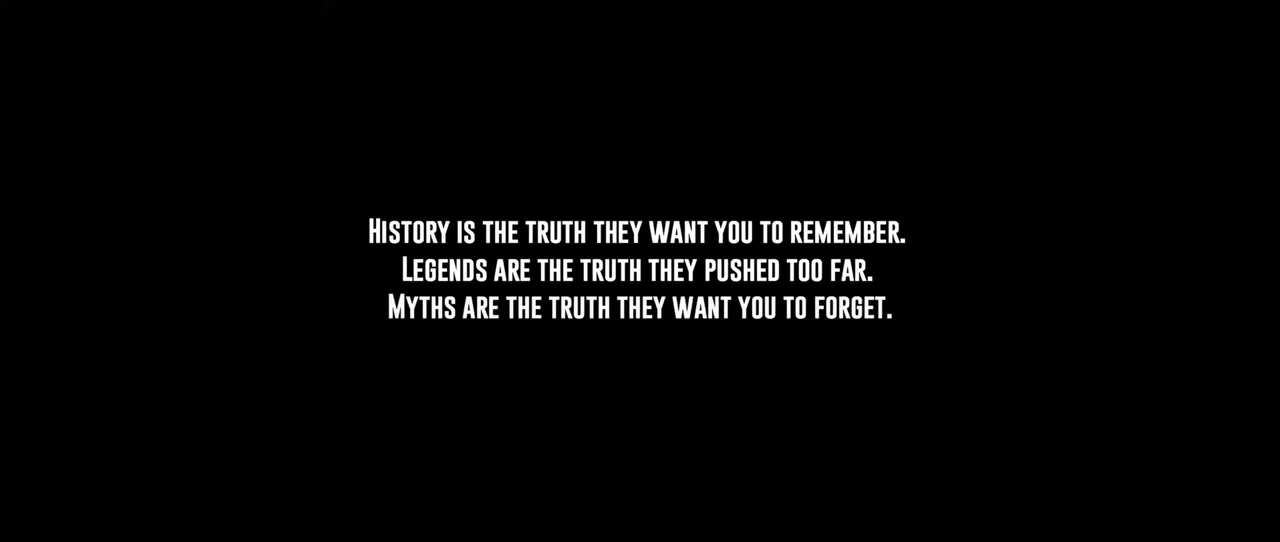 History is the truth they want you to remember.
Legends are the truth they pushed too far.
Myths are the truth they want you to forget.